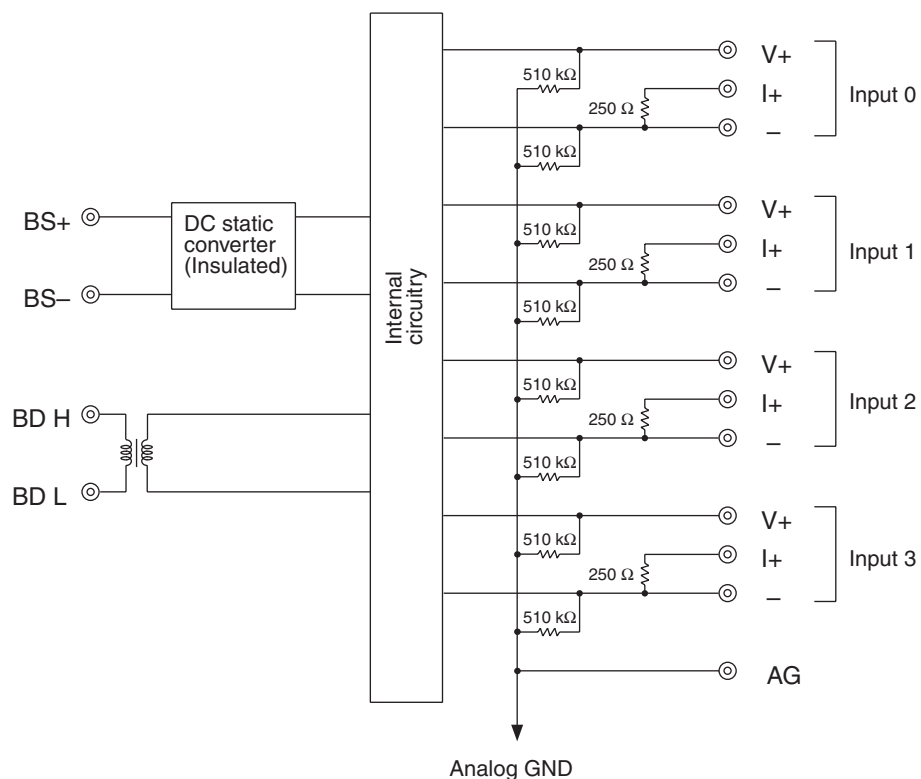 V+
510 kΩ
I+
250 Ω
Input 0
–
510 kΩ
V+
BS+
DC static
converter
(Insulated)
510 kΩ
I+
250 Ω
Input 1
–
BS–
510 kΩ
Internal
circuitry
V+
510 kΩ
I+
250 Ω
Input 2
BD H
–
510 kΩ
BD L
V+
510 kΩ
I+
250 Ω
Input 3
–
510 kΩ
AG
Analog GND